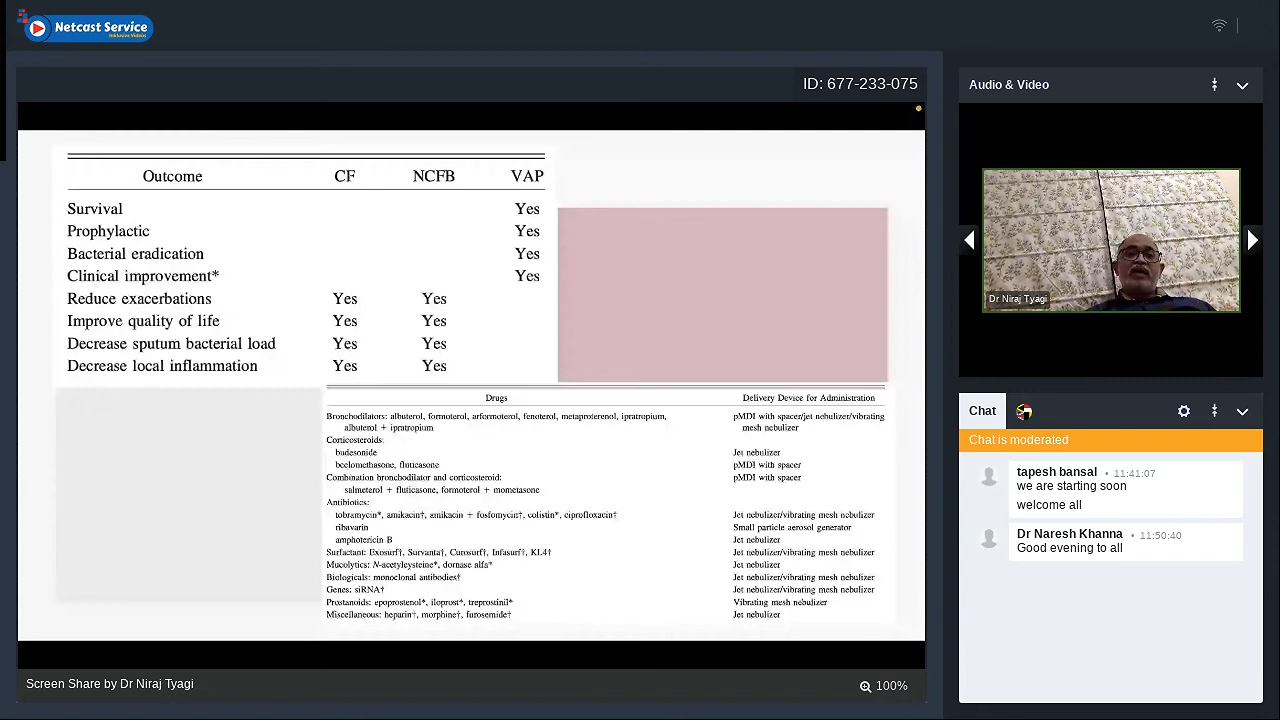 Netcast Service
Inklusive Videos
ID: 677-233-075
Outcome CF NCFB VAP
Survival Yes
Prophylactic Yes
Bacterial eradication Yes
Clinical improvement* Yes
Reduce exacerbations Yes Yes
Improve quality of life Yes Yes
Decrease sputum bacterial load Yes Yes
Decrease local inflammation Yes Yes
Drugs Delivery Device for Administration
Bronchodilators: albuterol, formoterol, arformoterol, fenoterol, metaproterenol, ipratropium, pMDI with spacer/jet nebulizer/vibrating
albuterol + ipratropium mesh nebulizer
Corticosteroids:
budesonide Jet nebulizer
beclomethasone, fluticasone pMDI with spacer
Combination bronchodilator and corticosteroid: pMDI with spacer
salmeterol + fluticasone, formoterol + mometasone
Antibiotics:
tobramycin*, amikacin†, amikacin + fosfomycin†, colistin*, ciprofloxacin† Jet nebulizer/vibrating mesh nebulizer
ribavarin Small particle aerosol generator
amphotericin B Jet nebulizer
Surfactant: Exosurf†, Survanta†, Curosurf†, Infasurf†, KL4† Jet nebulizer/vibrating mesh nebulizer
Mucolytics: N-acetylcysteine*, dornase alfa* Jet nebulizer
Biologicals: monoclonal antibodies† Jet nebulizer/vibrating mesh nebulizer
Genes: siRNA† Jet nebulizer/vibrating mesh nebulizer
Prostanoids: epoprostenol*, iloprost*, treprostinil* Vibrating mesh nebulizer
Miscellaneous: heparin†, morphine†, furosemide† Jet nebulizer
Screen Share by Dr Niraj Tyagi
100%
Audio & Video
Dr Niraj Tyagi
Chat
Chat is moderated
tapesh bansal • 11:41:07
we are starting soon
welcome all
Dr Naresh Khanna • 11:50:40
Good evening to all